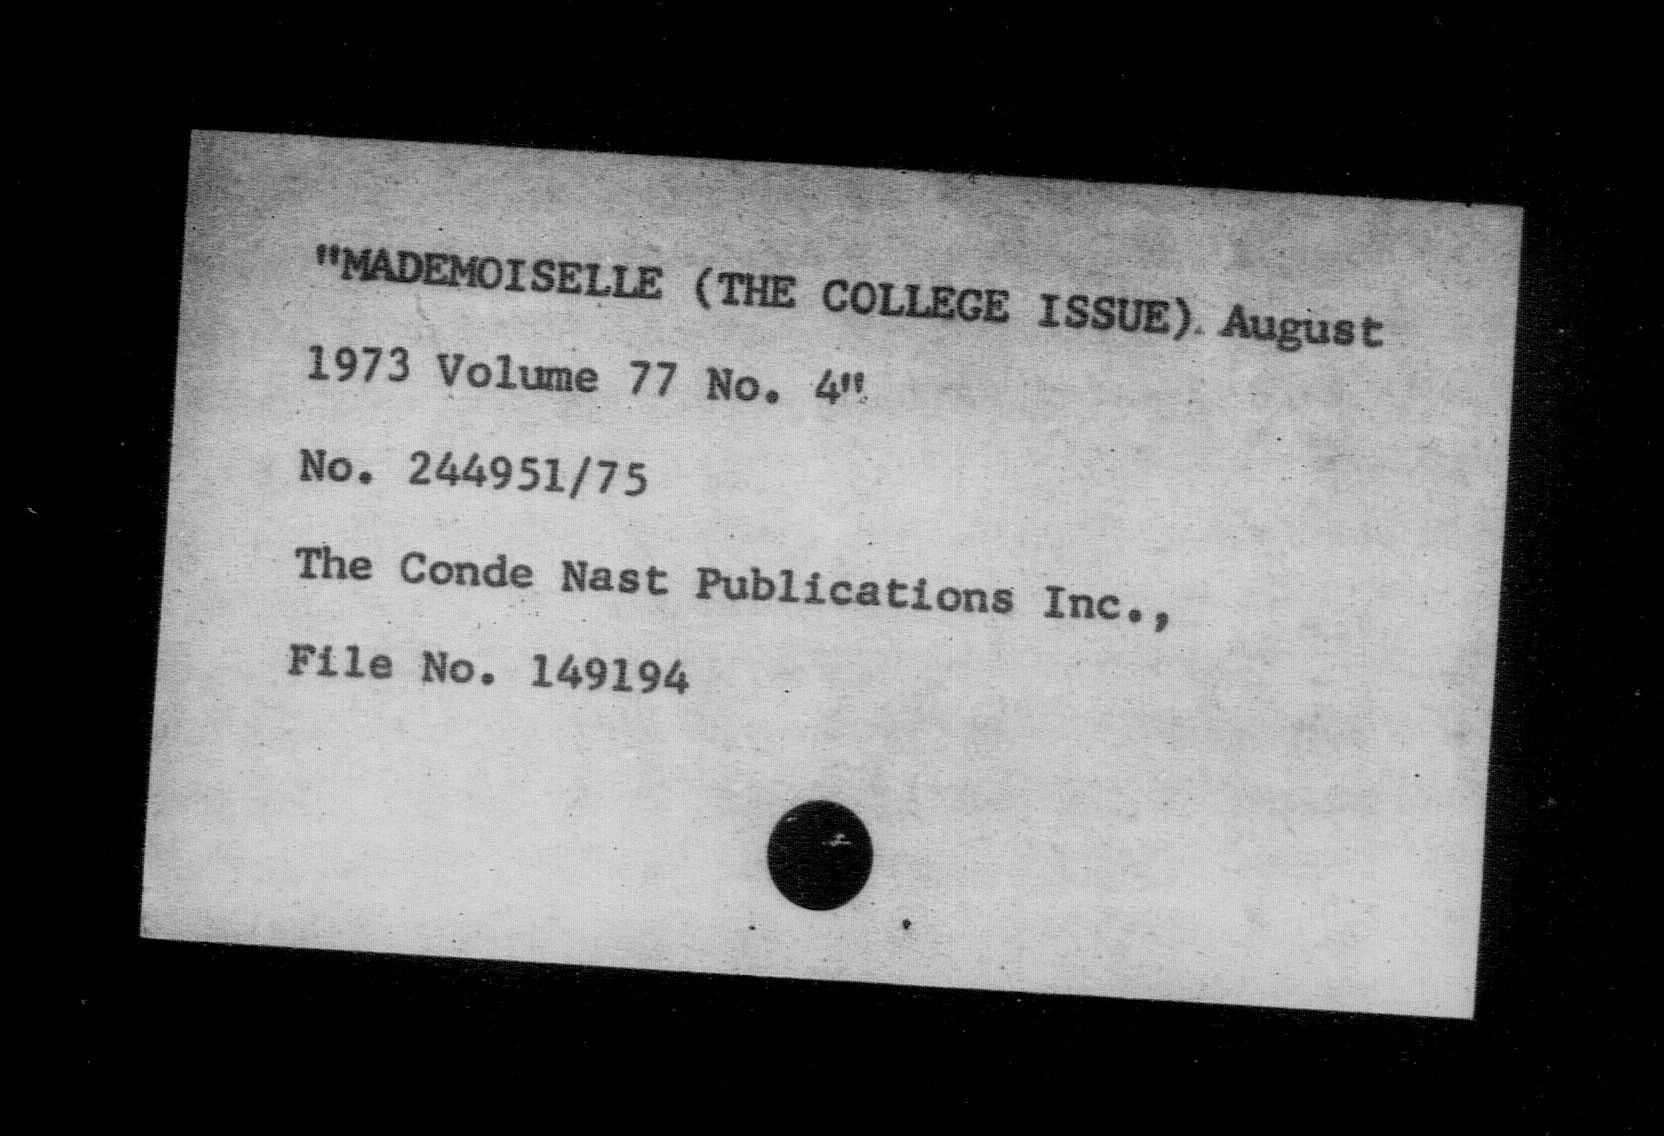 "MADEMOISELLE (THE COLLEGE ISSUE) August
1973 Volume 77 No. 4"
No. 244951/75
The Conde Nast Publications Inc.,
File No. 149194